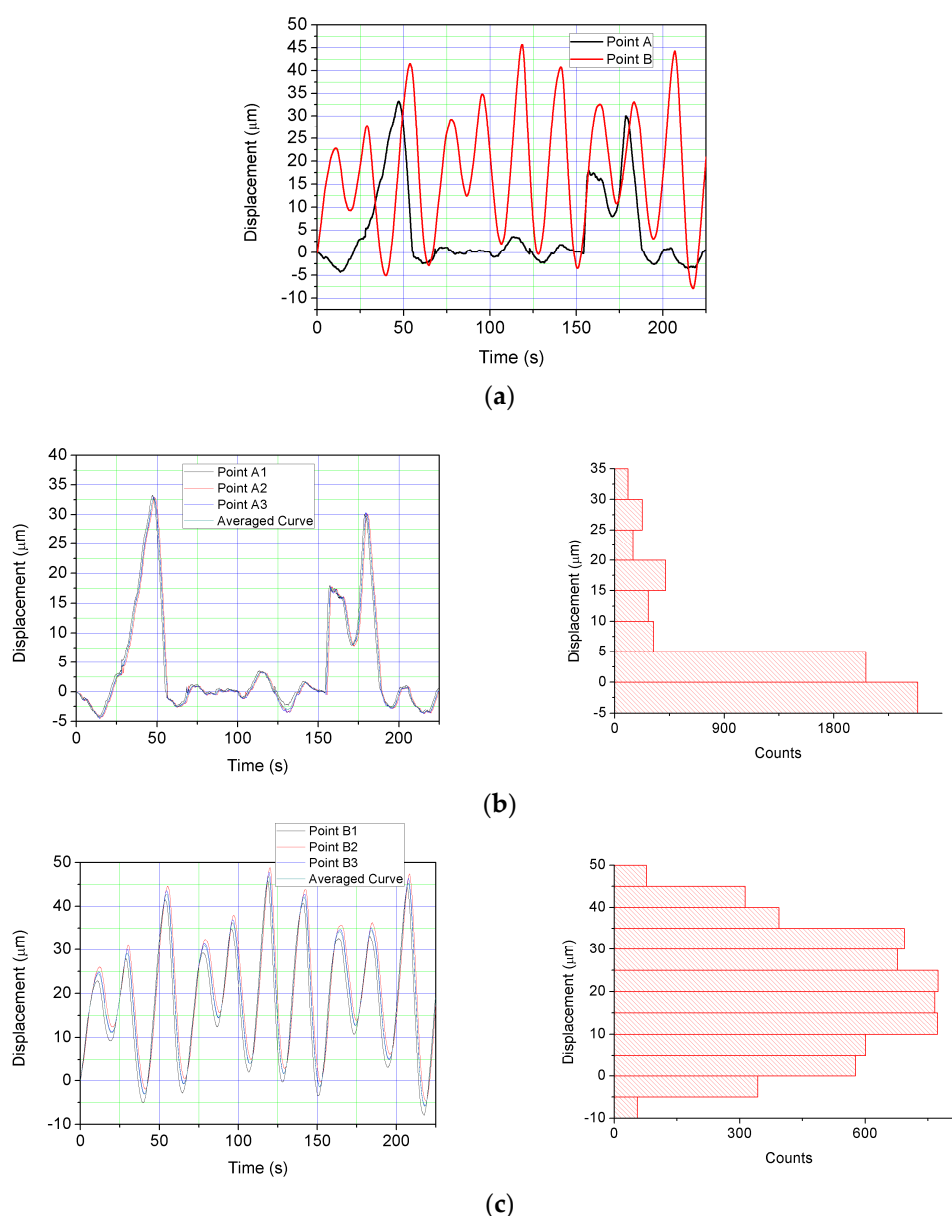 50
45
40
35
30
25
20
15
10
5
0
-5
-10
Displacement (μm)
Point A
Point B
0 50 100 150 200
Time (s)
(a)
40
35
30
25
20
15
10
5
0
-5
Displacement (μm)
Point A1
Point A2
Point A3
Averaged Curve
0 50 100 150 200
Time (s)
35
30
25
20
15
10
5
0
-5
Displacement (μm)
0 900 1800
Counts
(b)
50
40
30
20
10
0
-10
Displacement (μm)
Point B1
Point B2
Point B3
Averaged Curve
0 50 100 150 200
Time (s)
50
40
30
20
10
0
-10
Displacement (μm)
0 300 600
Counts
(c)